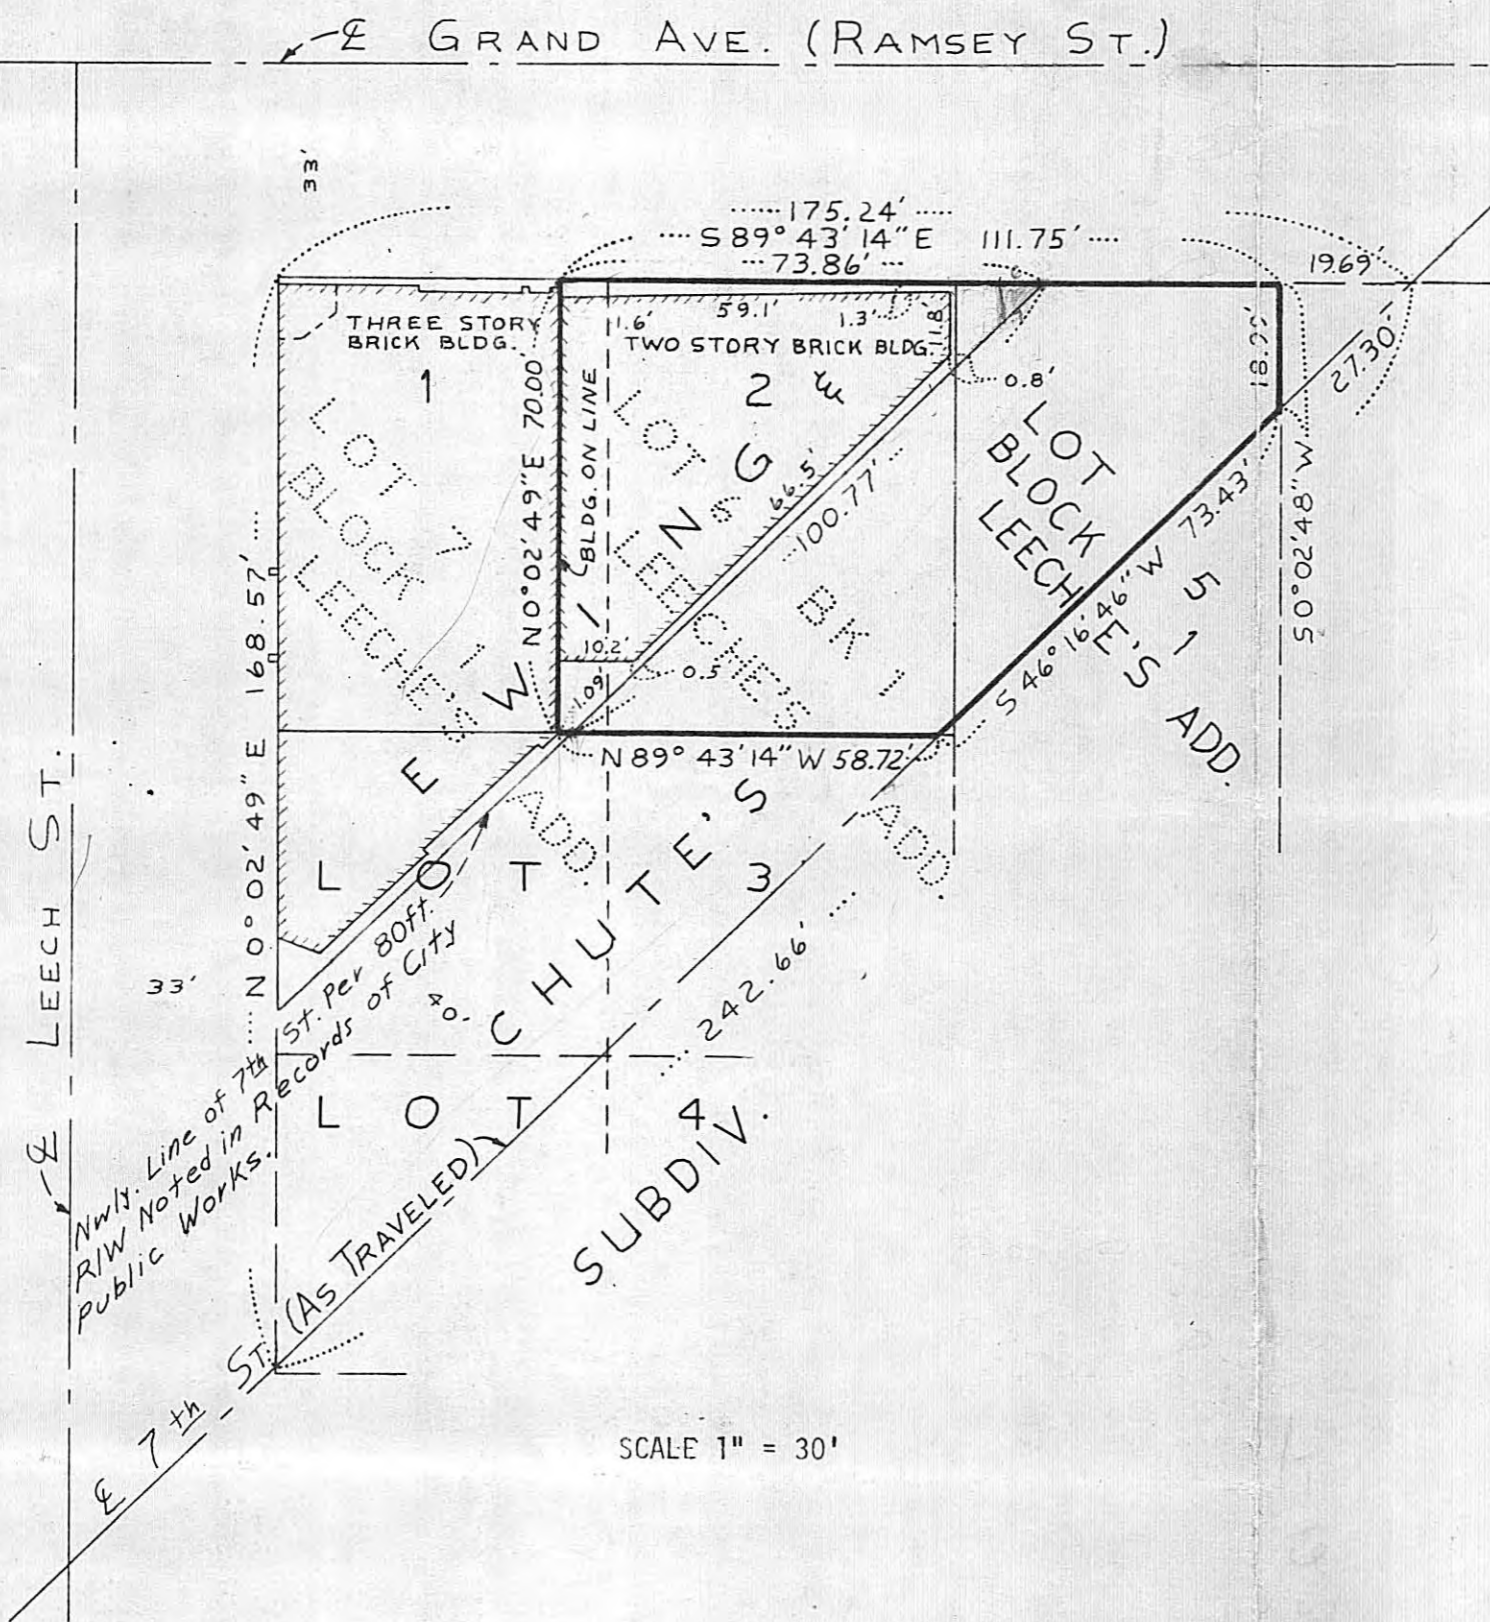 ℄ GRAND AVE. (RAMSEY ST.)
33'
175.24'
S 89° 43' 14" E 111.75'
73.86'
19.69'
THREE STORY
BRICK BLDG.
1
1.6' 59.1' 1.3' 11.8'
TWO STORY BRICK BLDG.
2
0.8'
27.30'
N 0° 02' 49" E 70.00'
BLDG. ON LINE
LOT 7
BLOCK 1
LEECHE'S
ADD.
LOTS
BK 1
LEECHE'S
ADD.
66.5'
100.77'
LOT 5
BLOCK 1
LEECHE'S ADD.
S 46° 16' 46" W 73.43'
S 0° 02' 48" W
10.2'
1.09'
0.5
N 89° 43' 14" W 58.72'
N 0° 02' 49" E 168.57'
LEWING
LOT 3
CHUTE'S
40'
242.66'
33'
℄ LEECH ST.
Nwly. Line of 7th St. Per 80ft.
R/W Noted in Records of City
public Works.
LOT 4
SUBDIV.
℄ 7th ST. (AS TRAVELED)
SCALE 1" = 30'